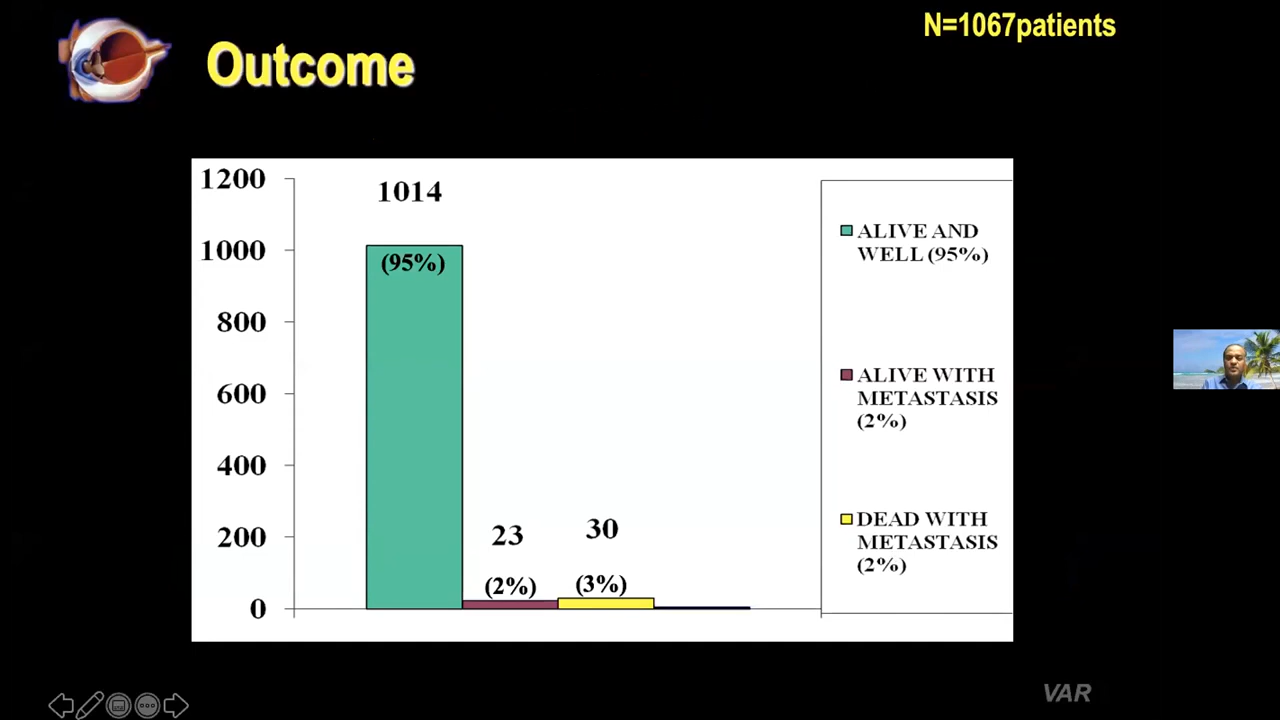 N=1067patients
Outcome
1200
1000
800
600
400
200
0
1014
(95%)
23
(2%)
30
(3%)
ALIVE AND
WELL (95%)
ALIVE WITH
METASTASIS
(2%)
DEAD WITH
METASTASIS
(2%)
VAR